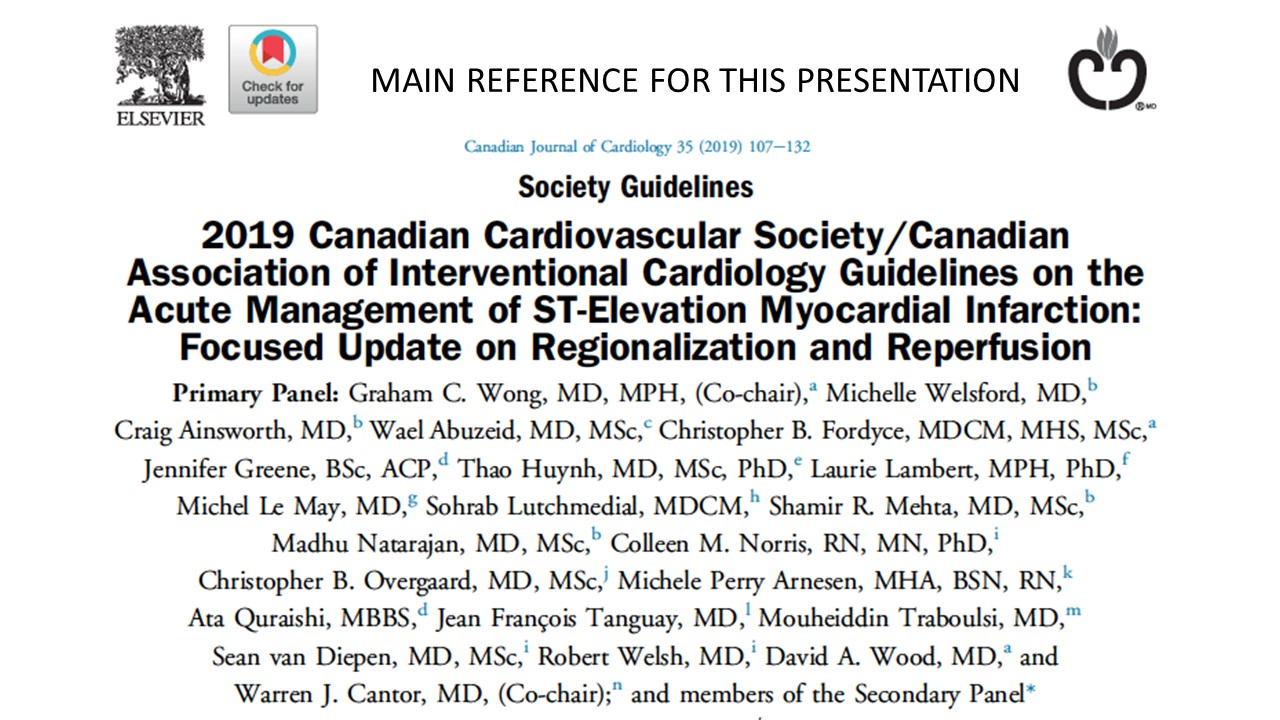 ELSEVIER
Check for
updates
MAIN REFERENCE FOR THIS PRESENTATION
®MD
Canadian Journal of Cardiology 35 (2019) 107–132
Society Guidelines
2019 Canadian Cardiovascular Society/Canadian
Association of Interventional Cardiology Guidelines on the
Acute Management of ST-Elevation Myocardial Infarction:
Focused Update on Regionalization and Reperfusion
Primary Panel: Graham C. Wong, MD, MPH, (Co-chair),a Michelle Welsford, MD,b
Craig Ainsworth, MD,b Wael Abuzeid, MD, MSc,c Christopher B. Fordyce, MDCM, MHS, MSc,a
Jennifer Greene, BSc, ACP,d Thao Huynh, MD, MSc, PhD,e Laurie Lambert, MPH, PhD,f
Michel Le May, MD,g Sohrab Lutchmedial, MDCM,h Shamir R. Mehta, MD, MSc,b
Madhu Natarajan, MD, MSc,b Colleen M. Norris, RN, MN, PhD,i
Christopher B. Overgaard, MD, MSc,j Michele Perry Arnesen, MHA, BSN, RN,k
Ata Quraishi, MBBS,d Jean François Tanguay, MD,l Mouheiddin Traboulsi, MD,m
Sean van Diepen, MD, MSc,i Robert Welsh, MD,i David A. Wood, MD,a and
Warren J. Cantor, MD, (Co-chair);n and members of the Secondary Panel*